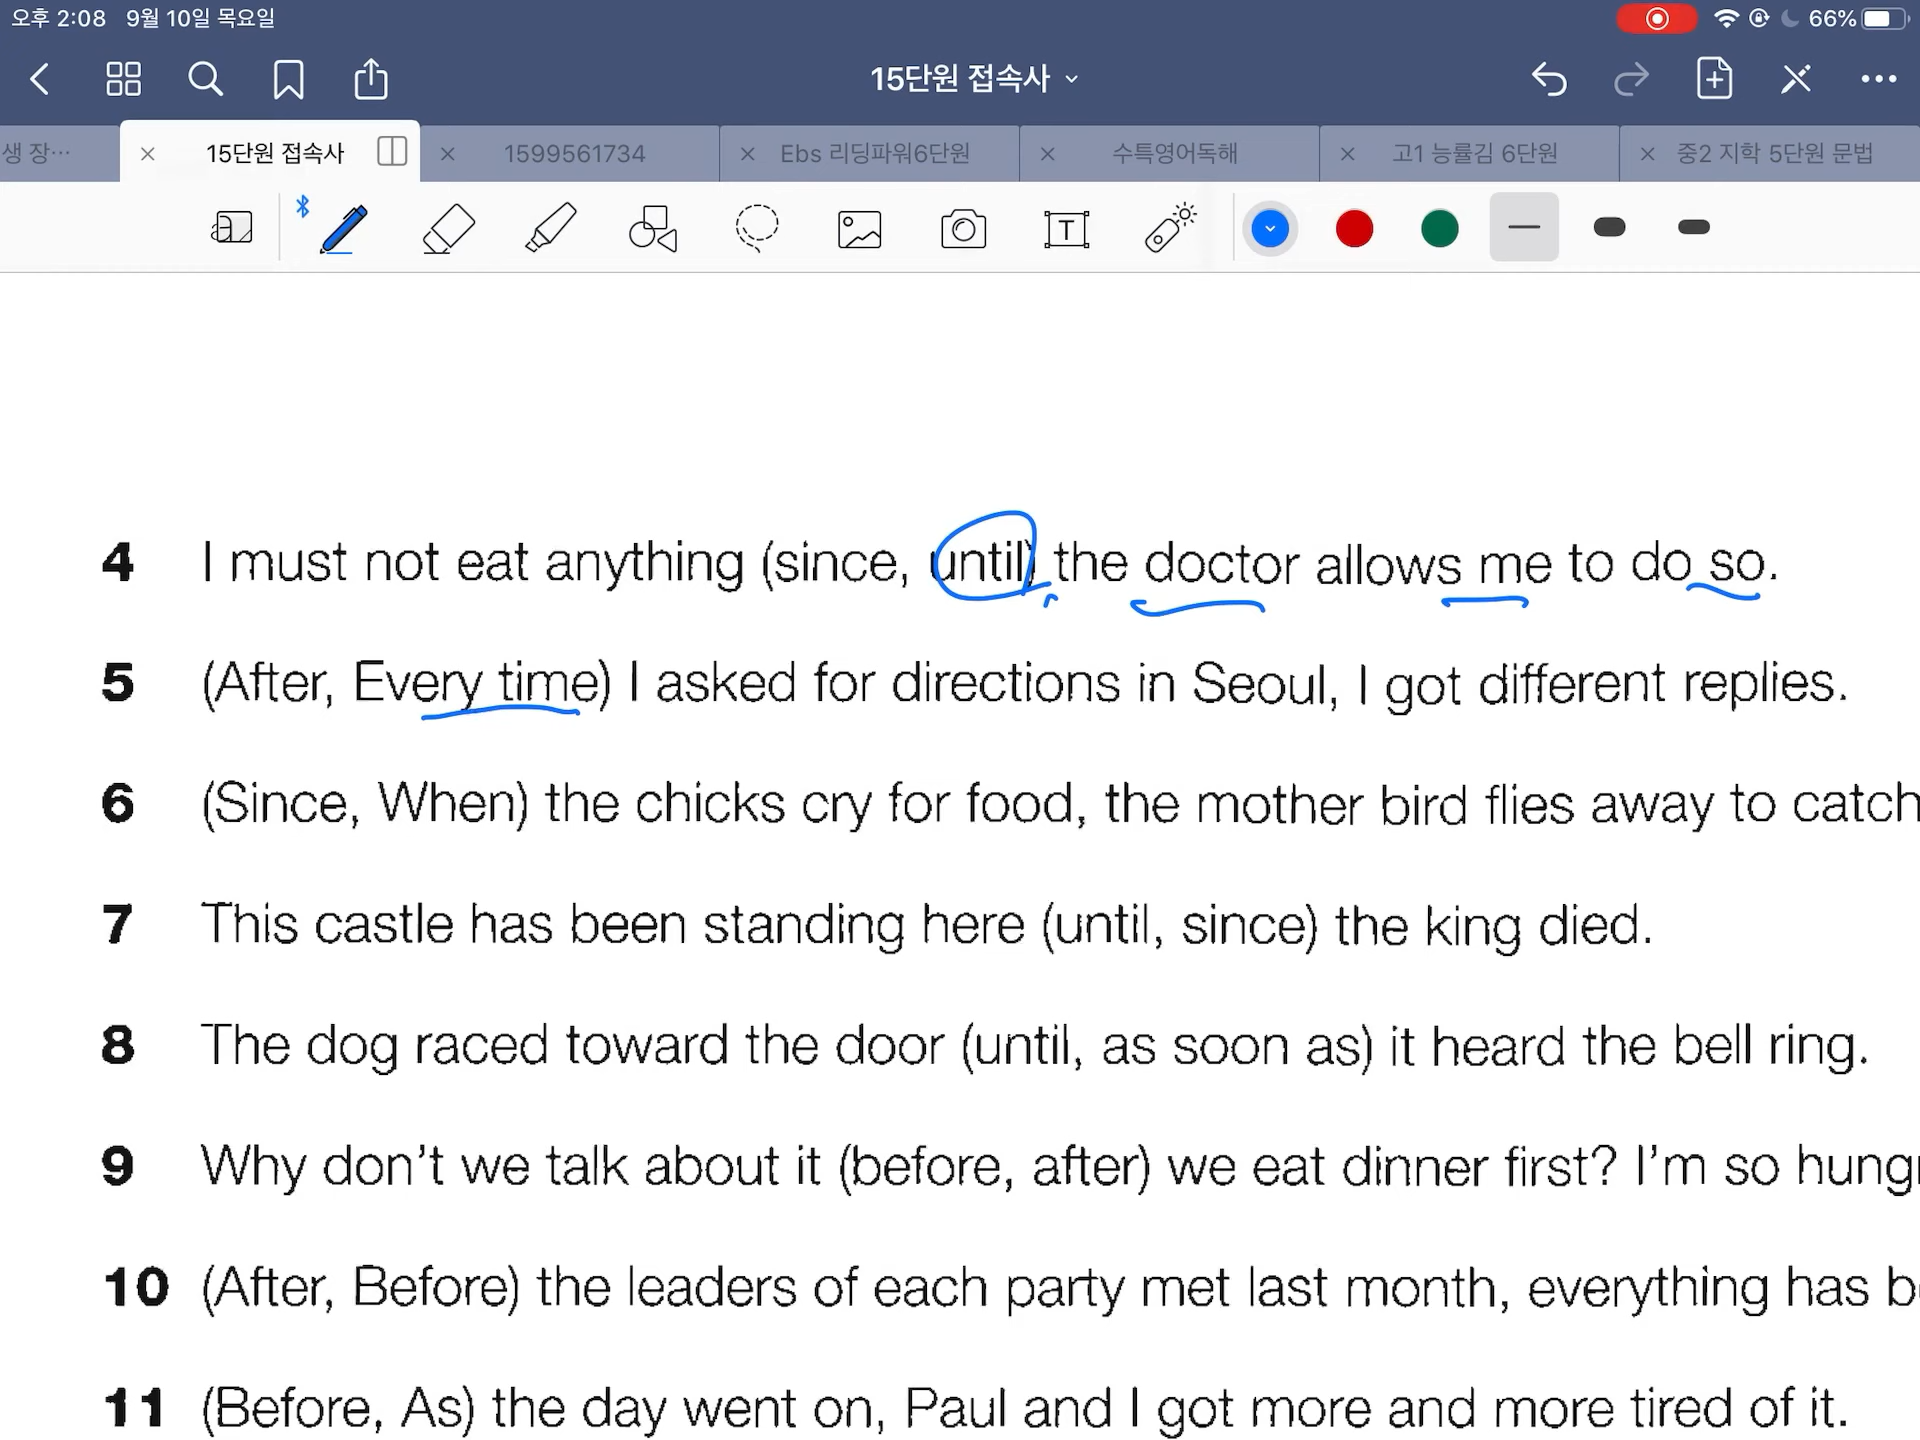 오후 2:08 9월 10일 목요일 66%
15단원 접속사
생 장… 15단원 접속사 1599561734 Ebs 리딩파워6단원 수특영어독해 고1 능률김 6단원 중2 지학 5단원 문법
T
4 I must not eat anything (since, until) the doctor allows me to do so.
5 (After, Every time) I asked for directions in Seoul, I got different replies.
6 (Since, When) the chicks cry for food, the mother bird flies away to catch
7 This castle has been standing here (until, since) the king died.
8 The dog raced toward the door (until, as soon as) it heard the bell ring.
9 Why don't we talk about it (before, after) we eat dinner first? I'm so
10 (After, Before) the leaders of each party met last month, everything has
11 (Before, As) the day went on, Paul and I got more and more tired of it.